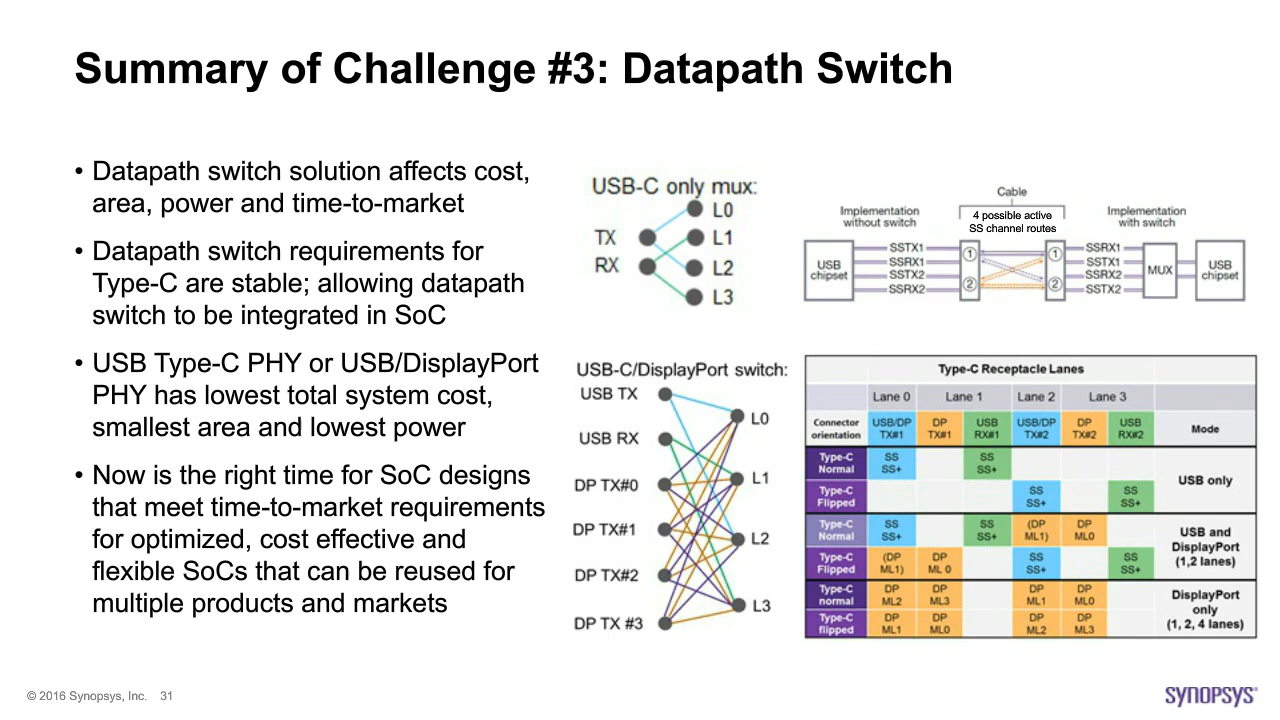 Summary of Challenge #3: Datapath Switch
• Datapath switch solution affects cost,
area, power and time-to-market
• Datapath switch requirements for
Type-C are stable; allowing datapath
switch to be integrated in SoC
• USB Type-C PHY or USB/DisplayPort
PHY has lowest total system cost,
smallest area and lowest power
• Now is the right time for SoC designs
that meet time-to-market requirements
for optimized, cost effective and
flexible SoCs that can be reused for
multiple products and markets
USB-C only mux:
TX
RX
L0
L1
L2
L3
Cable
Implementation
without switch
4 possible active
SS channel routes
Implementation
with switch
USB
chipset
SSTX1
SSRX1
SSTX2
SSRX2
1
2
1
2
SSRX1
SSTX1
SSRX2
SSTX2
MUX
USB
chipset
USB-C/DisplayPort switch:
USB TX
USB RX
DP TX#0
DP TX#1
DP TX#2
DP TX #3
L0
L1
L2
L3
Type-C Receptacle Lanes
Lane 0 Lane 1 Lane 2 Lane 3
Connector
orientation
USB/DP
TX#1
DP
TX#1
USB
RX#1
USB/DP
TX#2
DP
TX#2
USB
RX#2
Mode
Type-C
Normal
SS
SS+
SS
SS+
USB only
Type-C
Flipped
SS
SS+
SS
SS+
Type-C
Normal
SS
SS+
SS
SS+
(DP
ML1)
DP
ML0
USB and
DisplayPort
(1,2 lanes)
Type-C
Flipped
(DP
ML1)
DP
ML 0
SS
SS+
SS
SS+
Type-C
normal
DP
ML2
DP
ML3
DP
ML1
DP
ML0
DisplayPort
only
(1, 2, 4 lanes)
Type-C
flipped
DP
ML1
DP
ML0
DP
ML2
DP
ML3
© 2016 Synopsys, Inc. 31
SYNOPSYS